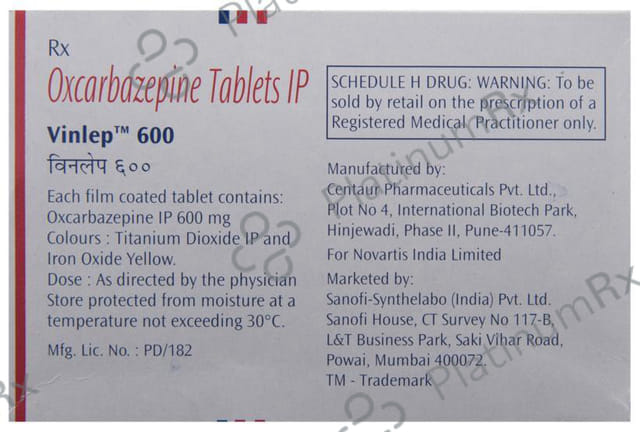 Rx
Oxcarbazepine Tablets IP
Vinlep™ 600
विनलेप ६००
Each film coated tablet contains:
Oxcarbazepine IP 600 mg
Colours : Titanium Dioxide IP and
Iron Oxide Yellow.
Dose : As directed by the physician
Store protected from moisture at a
temperature not exceeding 30°C.
Mfg. Lic. No. : PD/182
SCHEDULE H DRUG: WARNING: To be
sold by retail on the prescription of a
Registered Medical Practitioner only.
Manufactured by:
Centaur Pharmaceuticals Pvt. Ltd.,
Plot No 4, International Biotech Park,
Hinjewadi, Phase II, Pune-411057.
For Novartis India Limited
Marketed by:
Sanofi-Synthelabo (India) Pvt. Ltd.
Sanofi House, CT Survey No 117-B,
L&T Business Park, Saki Vihar Road,
Powai, Mumbai 400072.
TM - Trademark
PlatinumRx
PlatinumRx
PlatinumRx